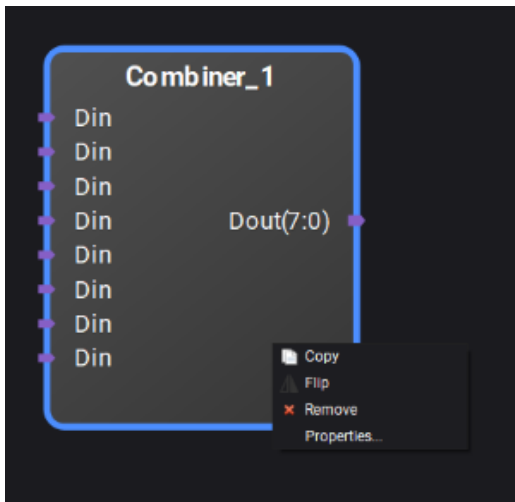 Combiner_1
Din
Din
Din
Din Dout(7:0)
Din
Din
Din
Din
Copy
Flip
Remove
Properties...